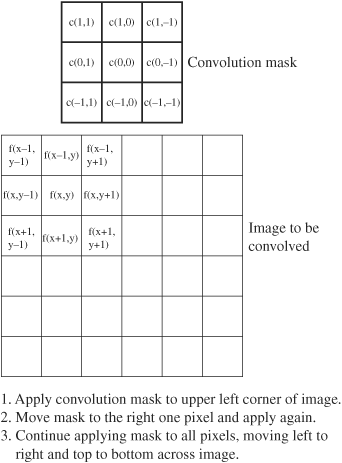 c(1,1) c(1,0) c(1,–1)
c(0,1) c(0,0) c(0,–1)
Convolution mask
c(–1,1) c(–1,0) c(–1,–1)
f(x–1, y–1) f(x–1,y) f(x–1, y+1)
f(x,y–1) f(x,y) f(x,y+1)
f(x+1, y–1) f(x+1,y) f(x+1, y+1)
Image to be
convolved
1. Apply convolution mask to upper left corner of image.
2. Move mask to the right one pixel and apply again.
3. Continue applying mask to all pixels, moving left to
right and top to bottom across image.